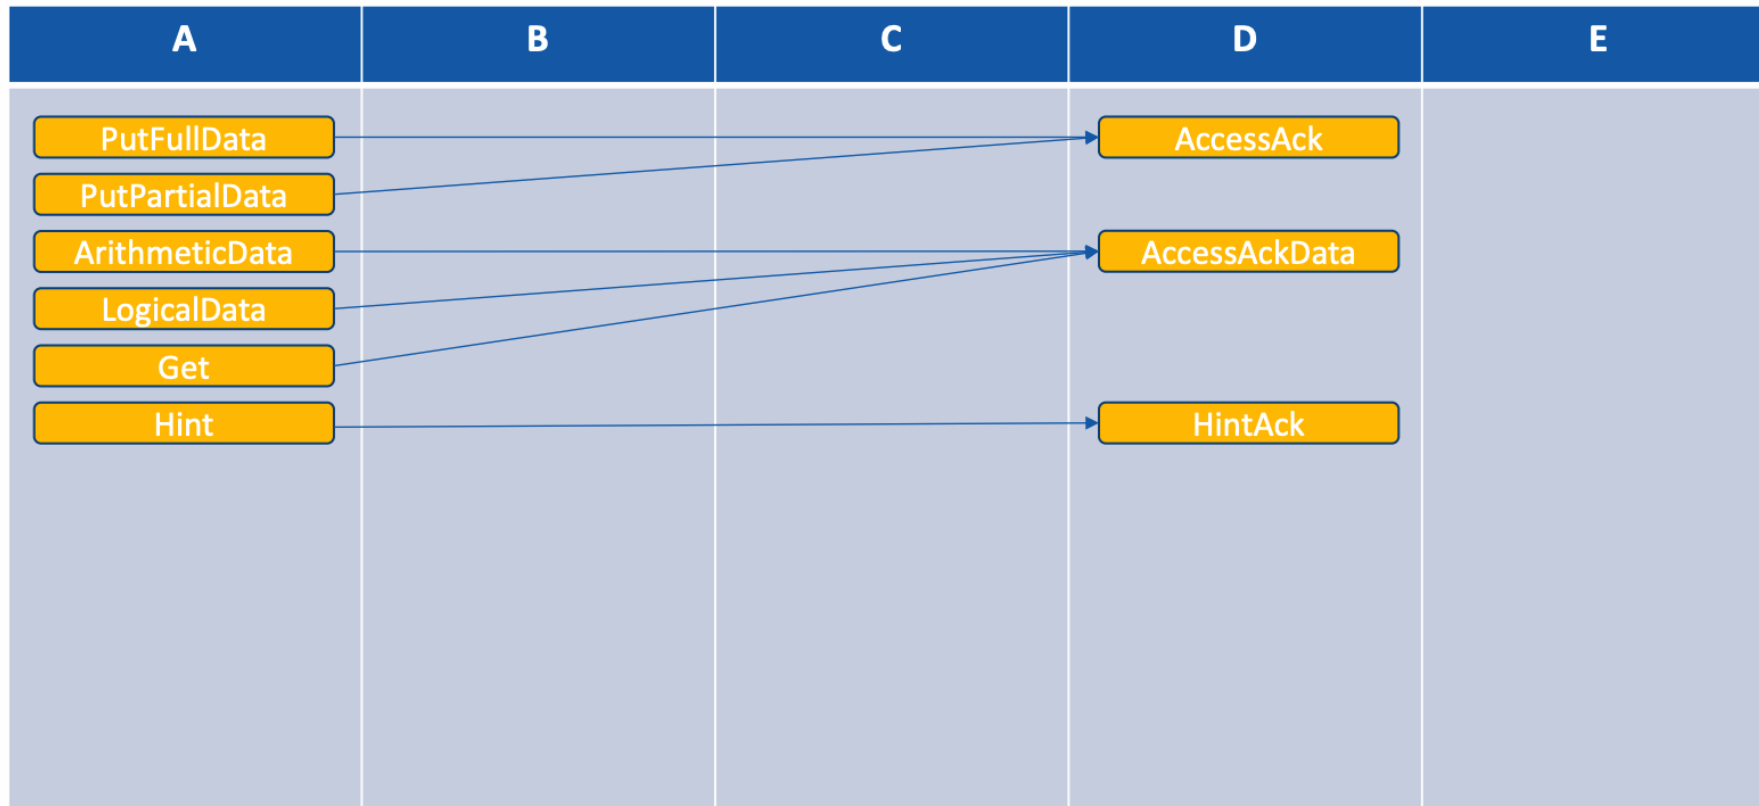 A B C D E
PutFullData AccessAck
PutPartialData
ArithmeticData AccessAckData
LogicalData
Get
Hint HintAck